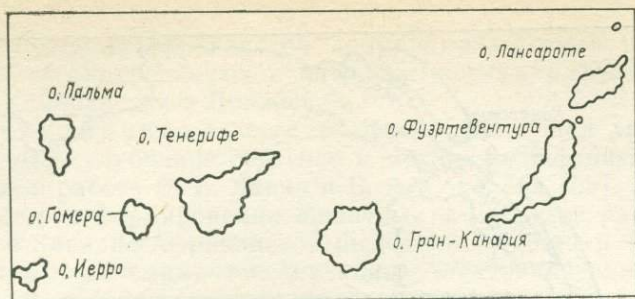 о, Лансароте
о, Пальма
о, Тенерифе
о, Фуэртевентура
о, Гомера
о, Гран-Канария
о, Иерро